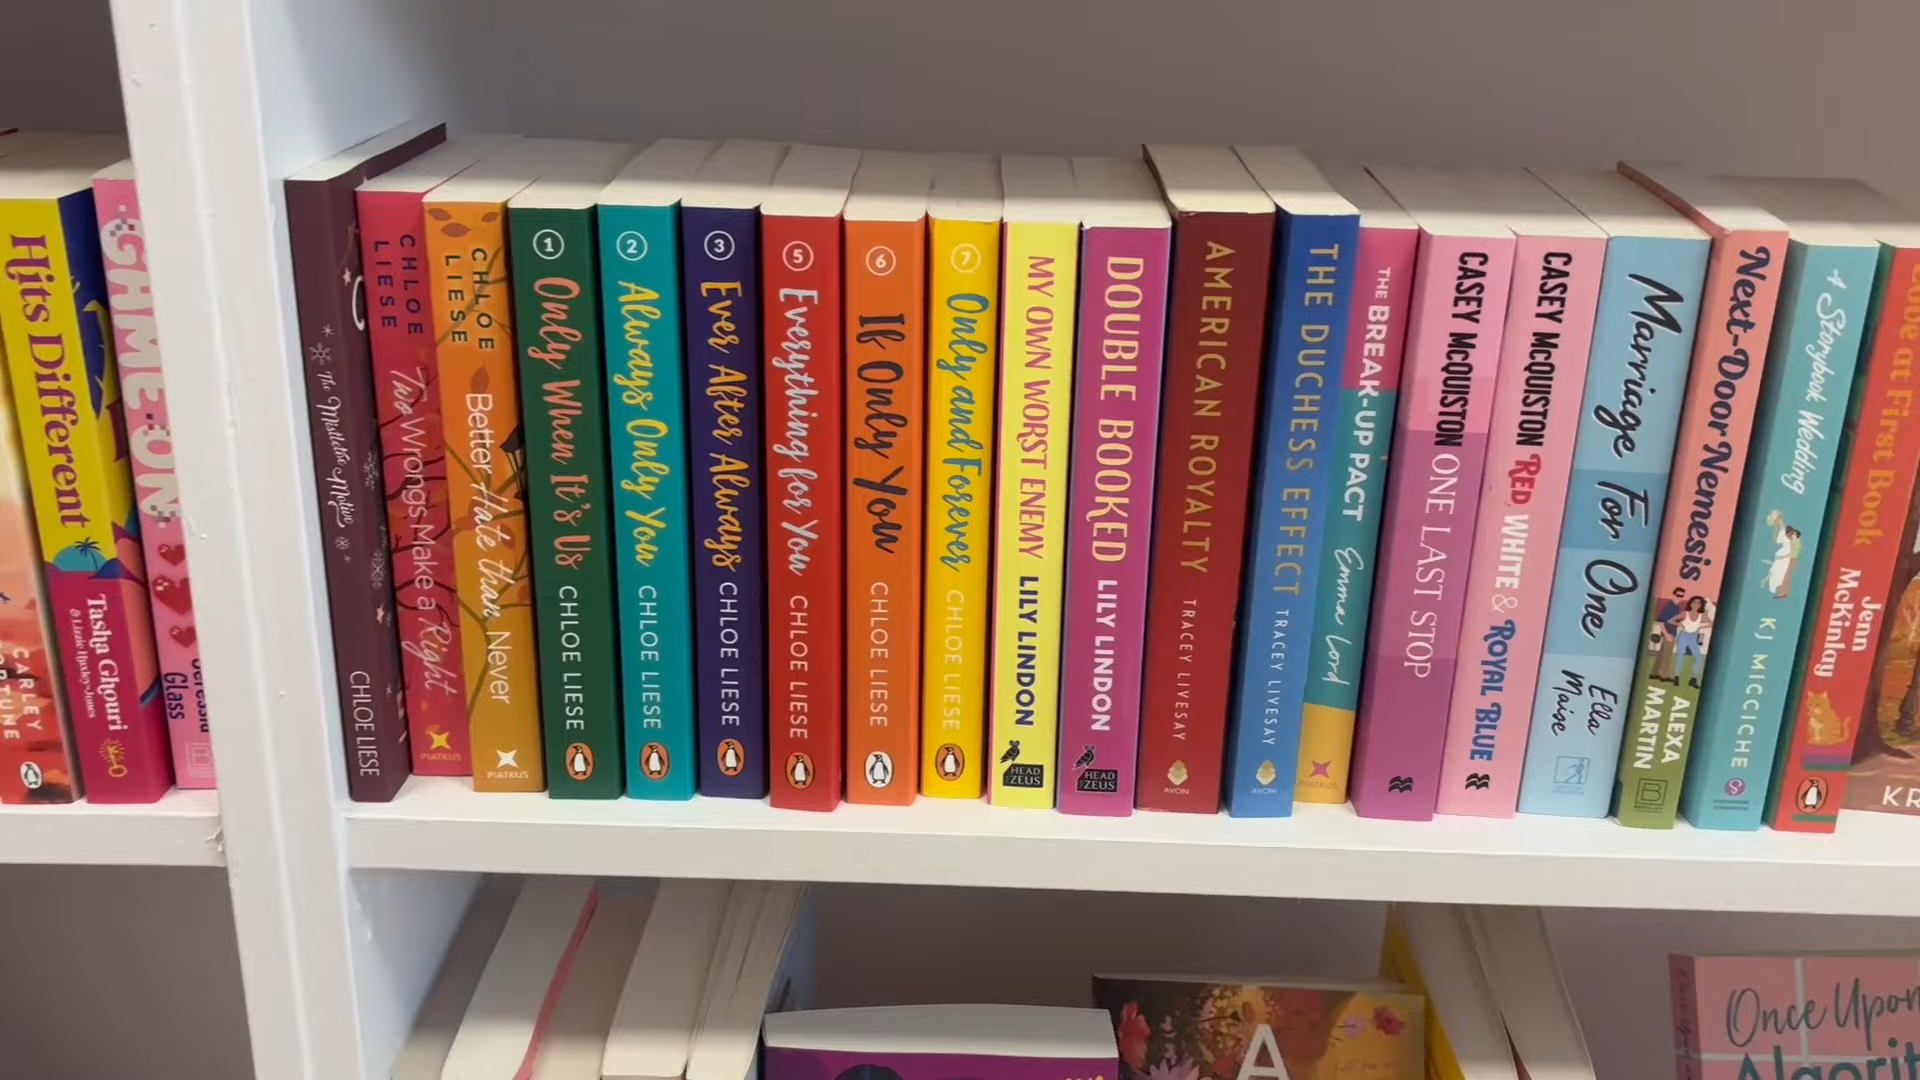 Hits Different
Tasha Ghouri
& Lizzie Huxley-Jones
GAME ON
Glass
The Mistletoe Motive
CHLOE LIESE
CHLOE LIESE
Two Wrongs Make a Right
PIATKUS
CHLOE LIESE
Better Hate than Never
PIATKUS
1
Only When It's Us
CHLOE LIESE
2
Always Only You
CHLOE LIESE
3
Ever After Always
CHLOE LIESE
5
Everything for You
CHLOE LIESE
6
If Only You
CHLOE LIESE
7
Only and Forever
CHLOE LIESE
MY OWN WORST ENEMY
LILY LINDON
HEAD
ZEUS
DOUBLE BOOKED
LILY LINDON
HEAD
ZEUS
AMERICAN ROYALTY
TRACEY LIVESAY
AVON
THE DUCHESS EFFECT
TRACEY LIVESAY
AVON
THE BREAK-UP PACT
Emma Lord
PIATKUS
CASEY McQUISTON
ONE LAST STOP
CASEY McQUISTON
RED, WHITE & ROYAL BLUE
Marriage For One
Ella Maise
Next-Door Nemesis
ALEXA MARTIN
A Storybook Wedding
KJ MICCICHE
Love at First Book
Jenn McKinlay
KR
A
Once Upon